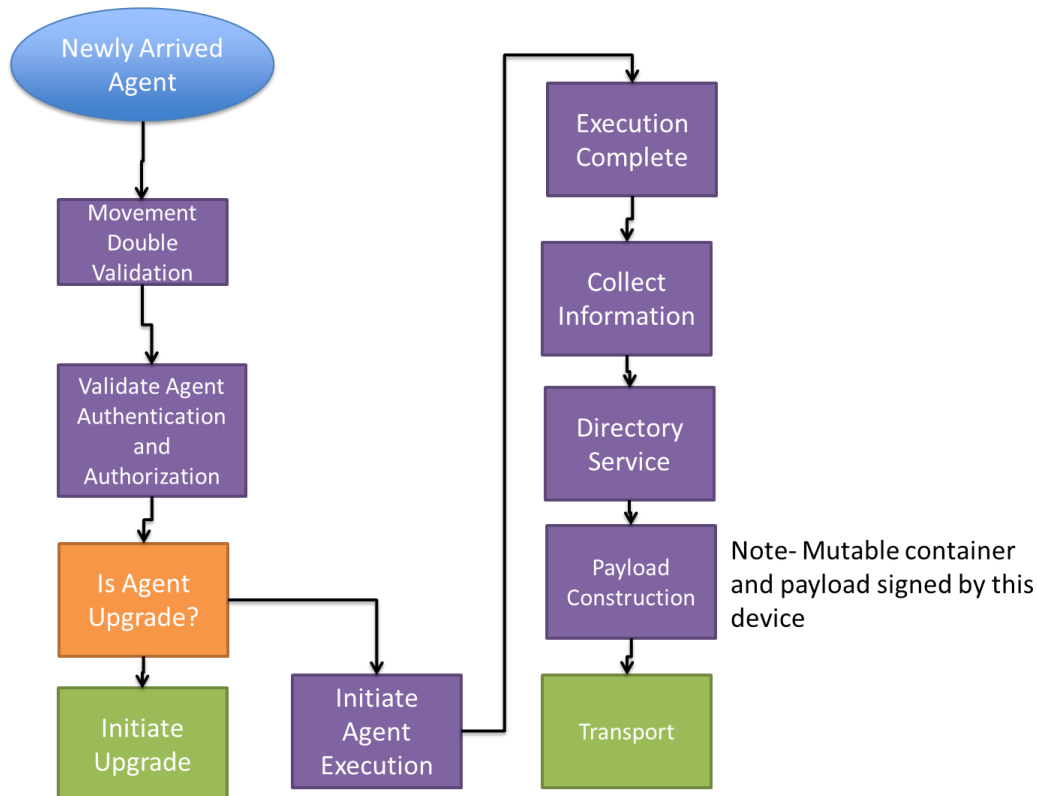 Newly Arrived
Agent
Movement
Double
Validation
Validate Agent
Authentication
and
Authorization
Is Agent
Upgrade?
Initiate
Upgrade
Initiate
Agent
Execution
Execution
Complete
Collect
Information
Directory
Service
Payload
Construction
Note- Mutable container
and payload signed by this
device
Transport